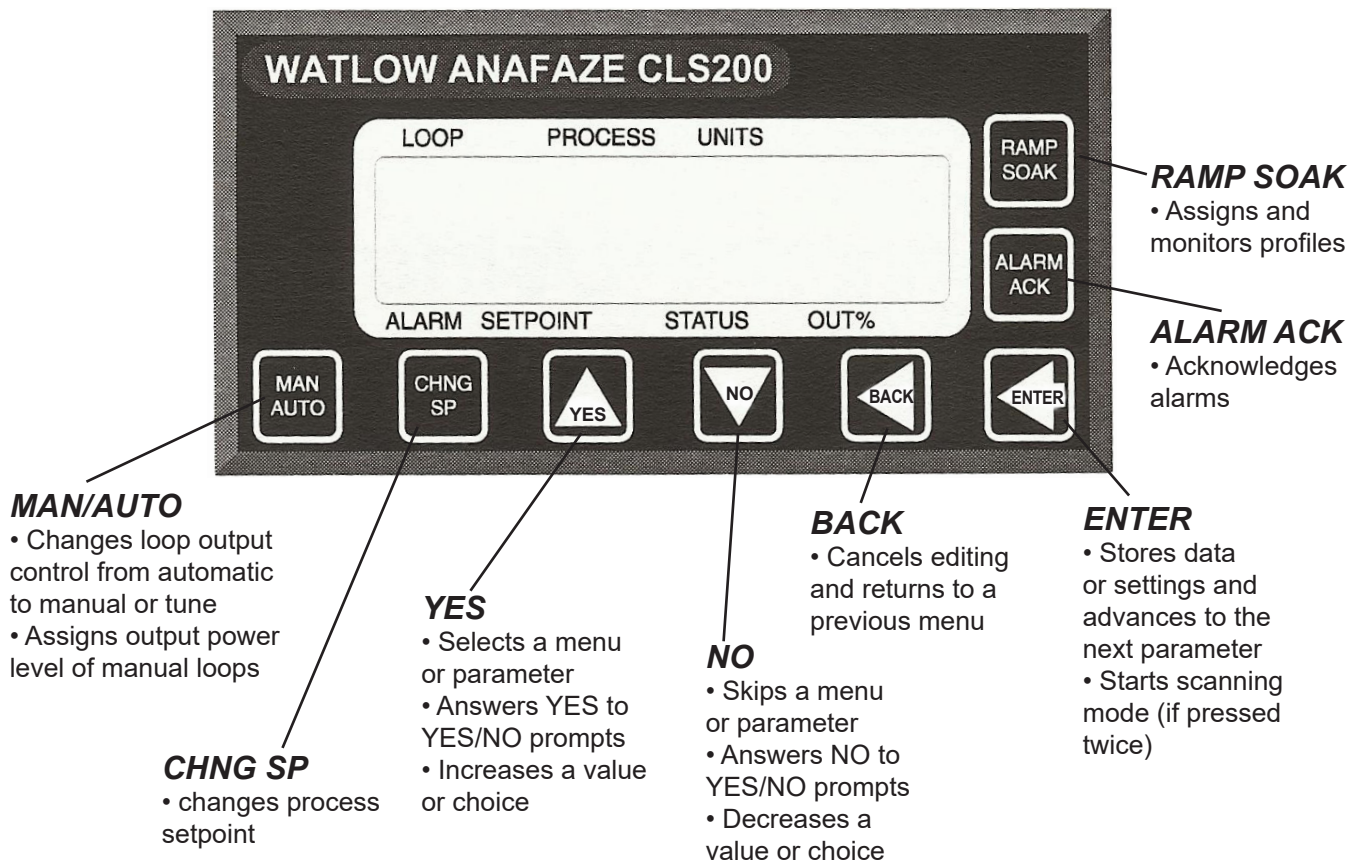 WATLOW ANAFAZE CLS200
LOOP PROCESS UNITS
ALARM SETPOINT STATUS OUT%
RAMP
SOAK
ALARM
ACK
MAN
AUTO
CHNG
SP
YES
NO
BACK
ENTER
RAMP SOAK
• Assigns and
monitors profiles
ALARM ACK
• Acknowledges
alarms
MAN/AUTO
• Changes loop output
control from automatic
to manual or tune
• Assigns output power
level of manual loops
CHNG SP
• changes process
setpoint
YES
• Selects a menu
or parameter
• Answers YES to
YES/NO prompts
• Increases a value
or choice
NO
• Skips a menu
or parameter
• Answers NO to
YES/NO prompts
• Decreases a
value or choice
BACK
• Cancels editing
and returns to a
previous menu
ENTER
• Stores data
or settings and
advances to the
next parameter
• Starts scanning
mode (if pressed
twice)